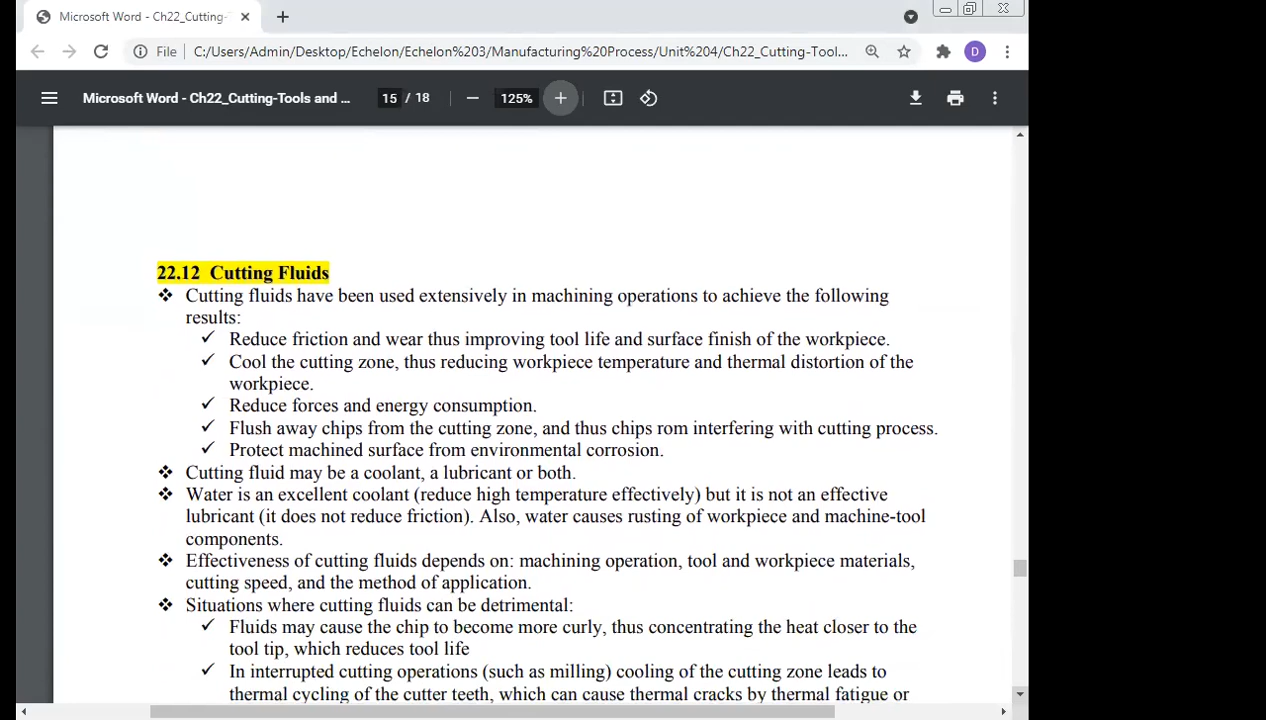 Microsoft Word - Ch22_Cutting-
File C:/Users/Admin/Desktop/Echelon/Echelon%203/Manufacturing%20Process/Unit%204/Ch22_Cutting-Tool... D
Microsoft Word - Ch22_Cutting-Tools and ... 15 / 18 125%
22.12 Cutting Fluids
❖ Cutting fluids have been used extensively in machining operations to achieve the following
results:
✓ Reduce friction and wear thus improving tool life and surface finish of the workpiece.
✓ Cool the cutting zone, thus reducing workpiece temperature and thermal distortion of the
workpiece.
✓ Reduce forces and energy consumption.
✓ Flush away chips from the cutting zone, and thus chips rom interfering with cutting process.
✓ Protect machined surface from environmental corrosion.
❖ Cutting fluid may be a coolant, a lubricant or both.
❖ Water is an excellent coolant (reduce high temperature effectively) but it is not an effective
lubricant (it does not reduce friction). Also, water causes rusting of workpiece and machine-tool
components.
❖ Effectiveness of cutting fluids depends on: machining operation, tool and workpiece materials,
cutting speed, and the method of application.
❖ Situations where cutting fluids can be detrimental:
✓ Fluids may cause the chip to become more curly, thus concentrating the heat closer to the
tool tip, which reduces tool life
✓ In interrupted cutting operations (such as milling) cooling of the cutting zone leads to
thermal cycling of the cutter teeth, which can cause thermal cracks by thermal fatigue or